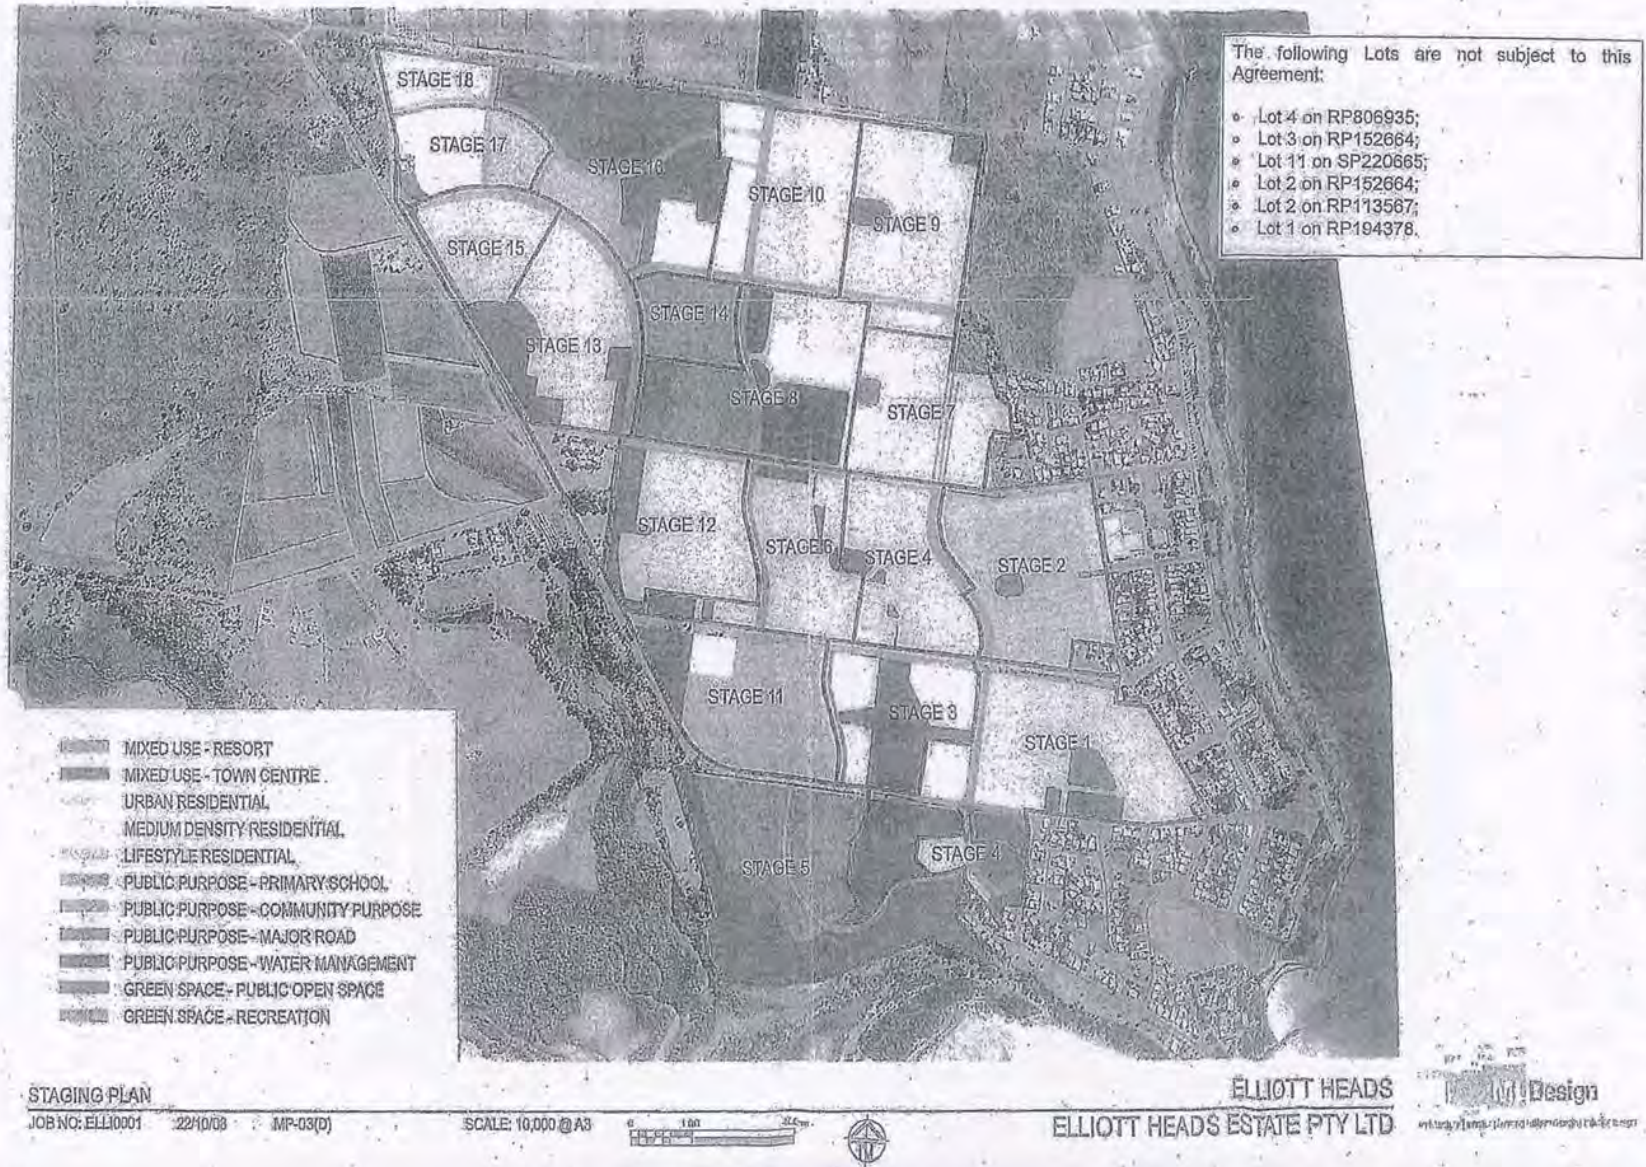 The following Lots are not subject to this
Agreement:
• Lot 4 on RP806935;
• Lot 3 on RP152664;
• Lot 11 on SP220665;
• Lot 2 on RP152664;
• Lot 2 on RP113567;
• Lot 1 on RP194378.
STAGE 18
STAGE 17
STAGE 16
STAGE 10
STAGE 9
STAGE 15
STAGE 14
STAGE 13
STAGE 8
STAGE 7
STAGE 12
STAGE 6
STAGE 4
STAGE 2
STAGE 11
STAGE 3
STAGE 1
STAGE 5
STAGE 4
MIXED USE - RESORT
MIXED USE - TOWN CENTRE
URBAN RESIDENTIAL
MEDIUM DENSITY RESIDENTIAL
LIFESTYLE RESIDENTIAL
PUBLIC PURPOSE - PRIMARY SCHOOL
PUBLIC PURPOSE - COMMUNITY PURPOSE
PUBLIC PURPOSE - MAJOR ROAD
PUBLIC PURPOSE - WATER MANAGEMENT
GREEN SPACE - PUBLIC OPEN SPACE
GREEN SPACE - RECREATION
STAGING PLAN
JOB NO: ELLI0001 22/10/08 MP-03(D)
SCALE: 10,000 @ A3
0 100
ELLIOTT HEADS
ELLIOTT HEADS ESTATE PTY LTD
Design